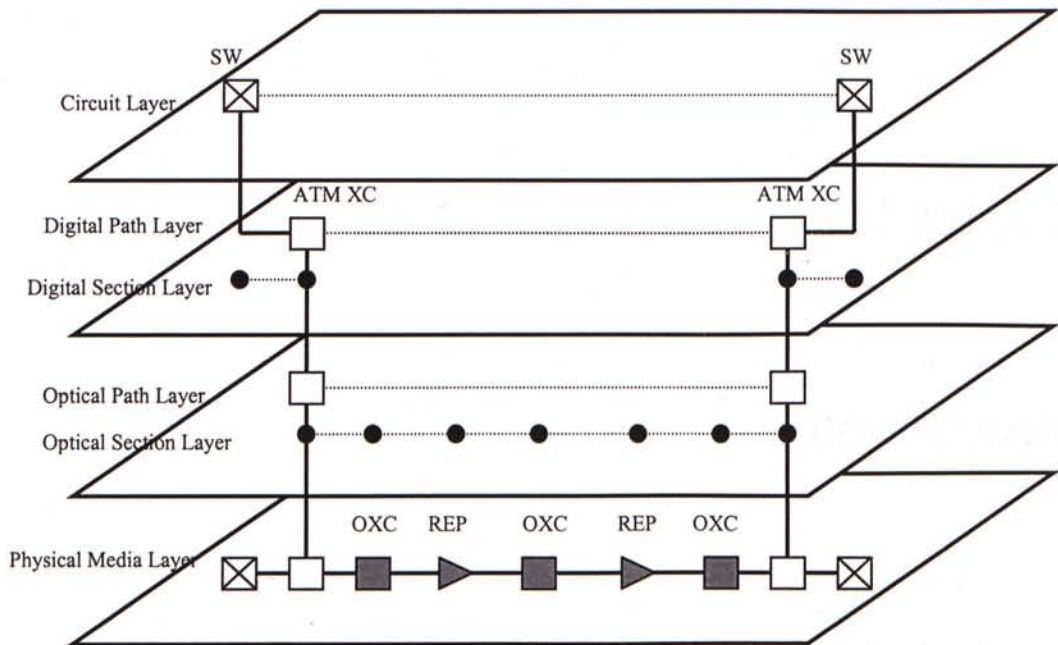 SW
SW
Circuit Layer
ATM XC
ATM XC
Digital Path Layer
Digital Section Layer
Optical Path Layer
Optical Section Layer
OXC
REP
OXC
REP
OXC
Physical Media Layer